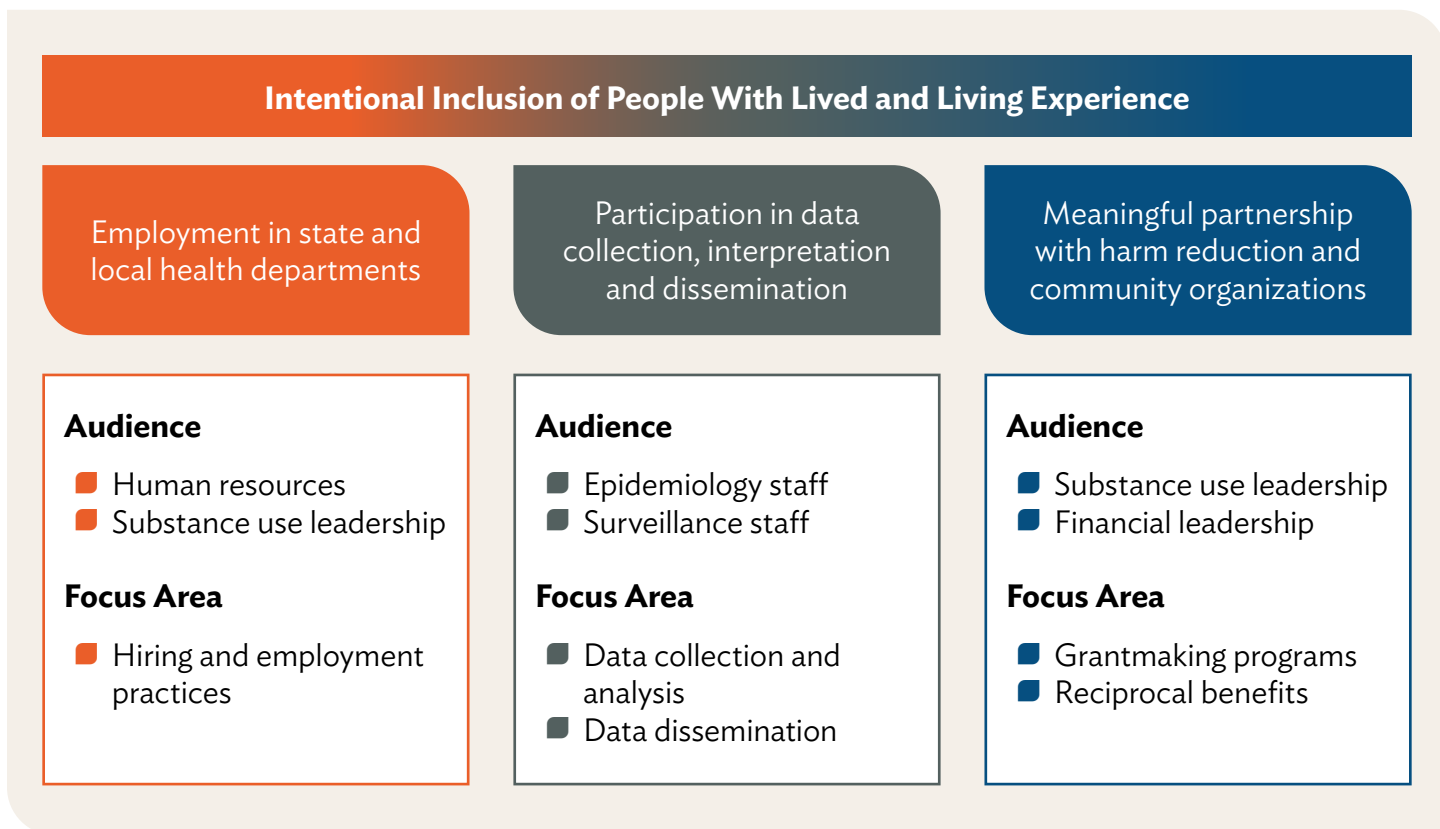 Intentional Inclusion of People With Lived and Living Experience
Employment in state and
local health departments
Participation in data
collection, interpretation
and dissemination
Meaningful partnership
with harm reduction and
community organizations
Audience
Human resources
Substance use leadership
Focus Area
Hiring and employment
practices
Audience
Epidemiology staff
Surveillance staff
Focus Area
Data collection and
analysis
Data dissemination
Audience
Substance use leadership
Financial leadership
Focus Area
Grantmaking programs
Reciprocal benefits